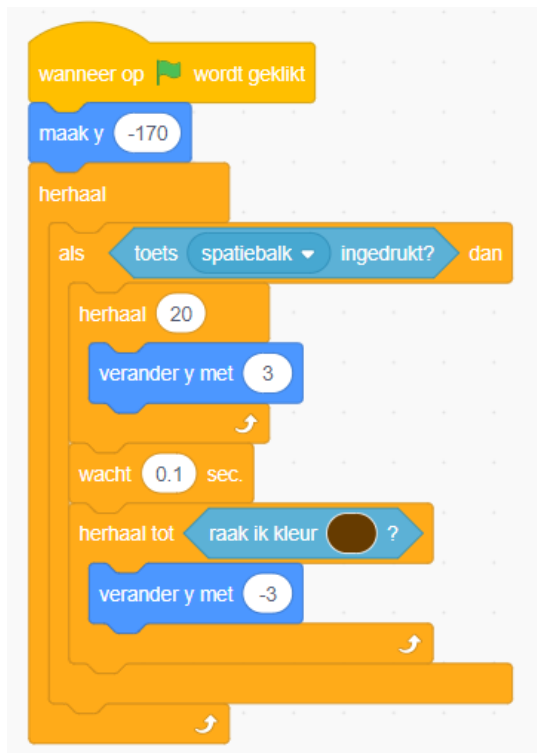 wanneer op wordt geklikt
maak y -170
herhaal
als toets spatiebalk ingedrukt? dan
herhaal 20
verander y met 3
wacht 0.1 sec.
herhaal tot raak ik kleur ?
verander y met -3